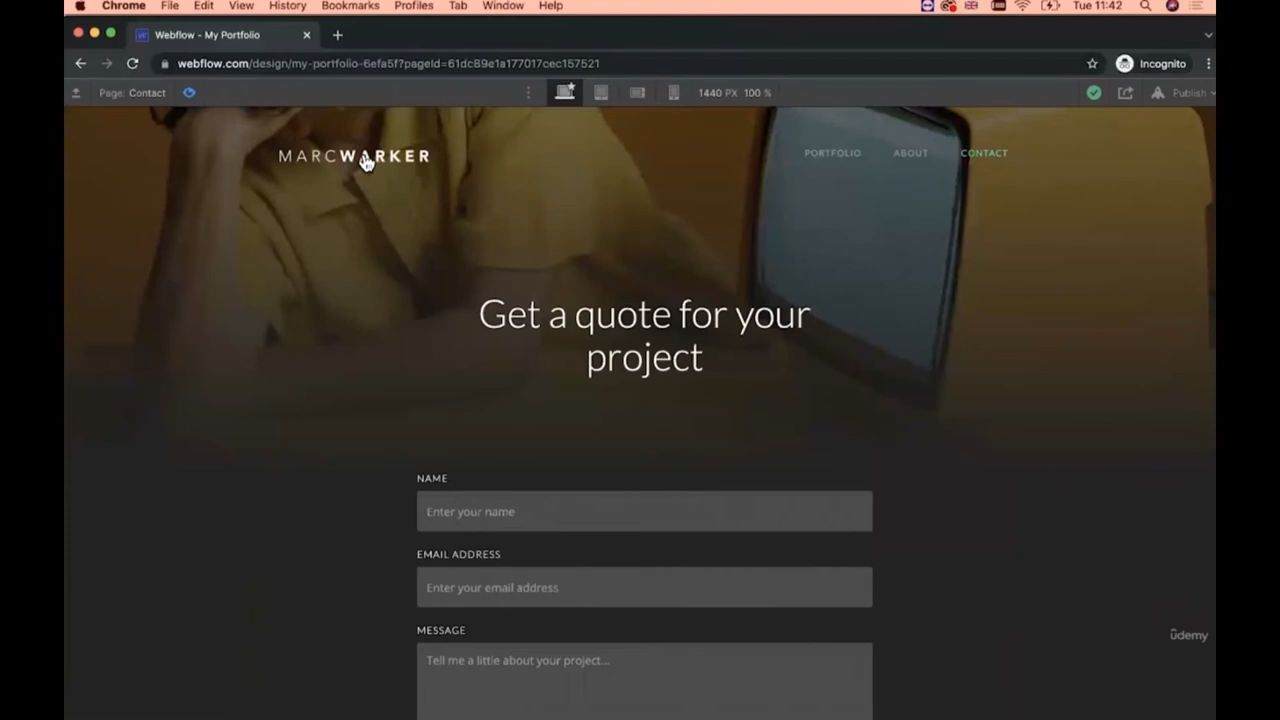 Chrome File Edit View History Bookmarks Profiles Tab Window Help Tue 11:42
Webflow - My Portfolio
webflow.com/design/my-portfolio-6efa5f?pageId=61dc89e1a177017cec157521 Incognito
Page: Contact 1440 PX 100 % Publish
MARCWARKER PORTFOLIO ABOUT CONTACT
Get a quote for your
project
NAME
Enter your name
EMAIL ADDRESS
Enter your email address
MESSAGE
Tell me a little about your project...
ûdemy